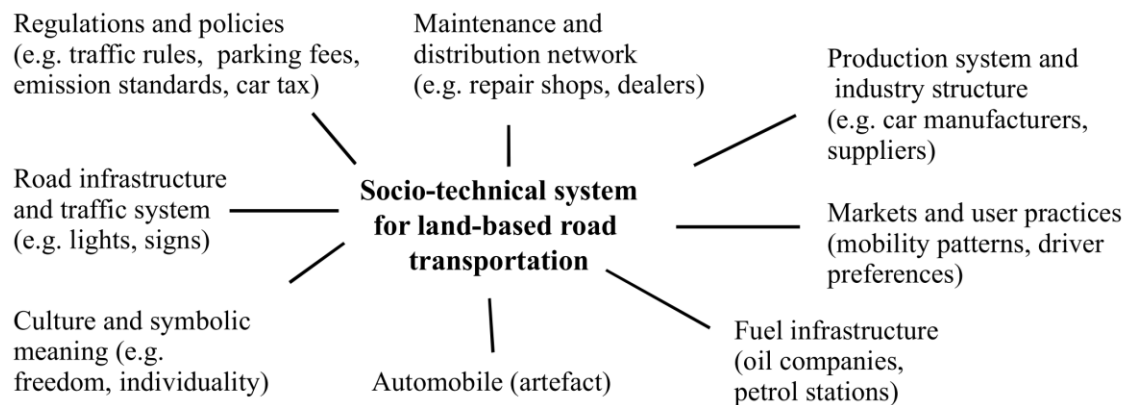 Regulations and policies
(e.g. traffic rules, parking fees,
emission standards, car tax)
Maintenance and
distribution network
(e.g. repair shops, dealers)
Production system and
industry structure
(e.g. car manufacturers,
suppliers)
Road infrastructure
and traffic system
(e.g. lights, signs)
Socio-technical system
for land-based road
transportation
Markets and user practices
(mobility patterns, driver
preferences)
Culture and symbolic
meaning (e.g.
freedom, individuality)
Automobile (artefact)
Fuel infrastructure
(oil companies,
petrol stations)